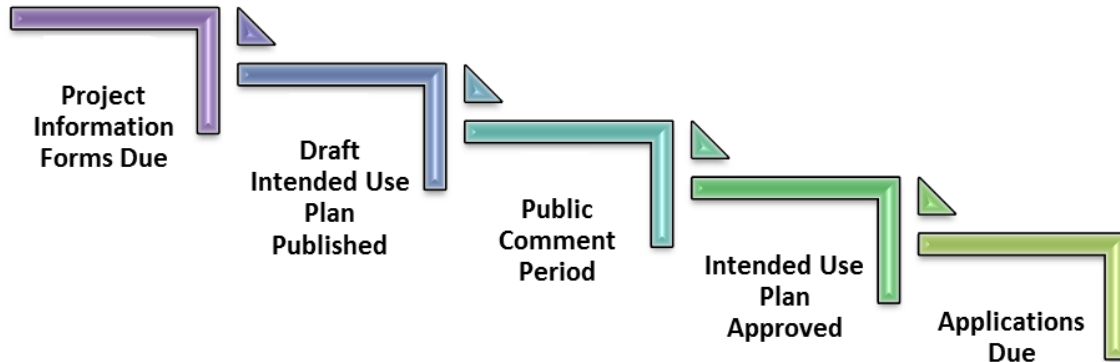 Project
Information
Forms Due
Draft
Intended Use
Plan
Published
Public
Comment
Period
Intended Use
Plan
Approved
Applications
Due